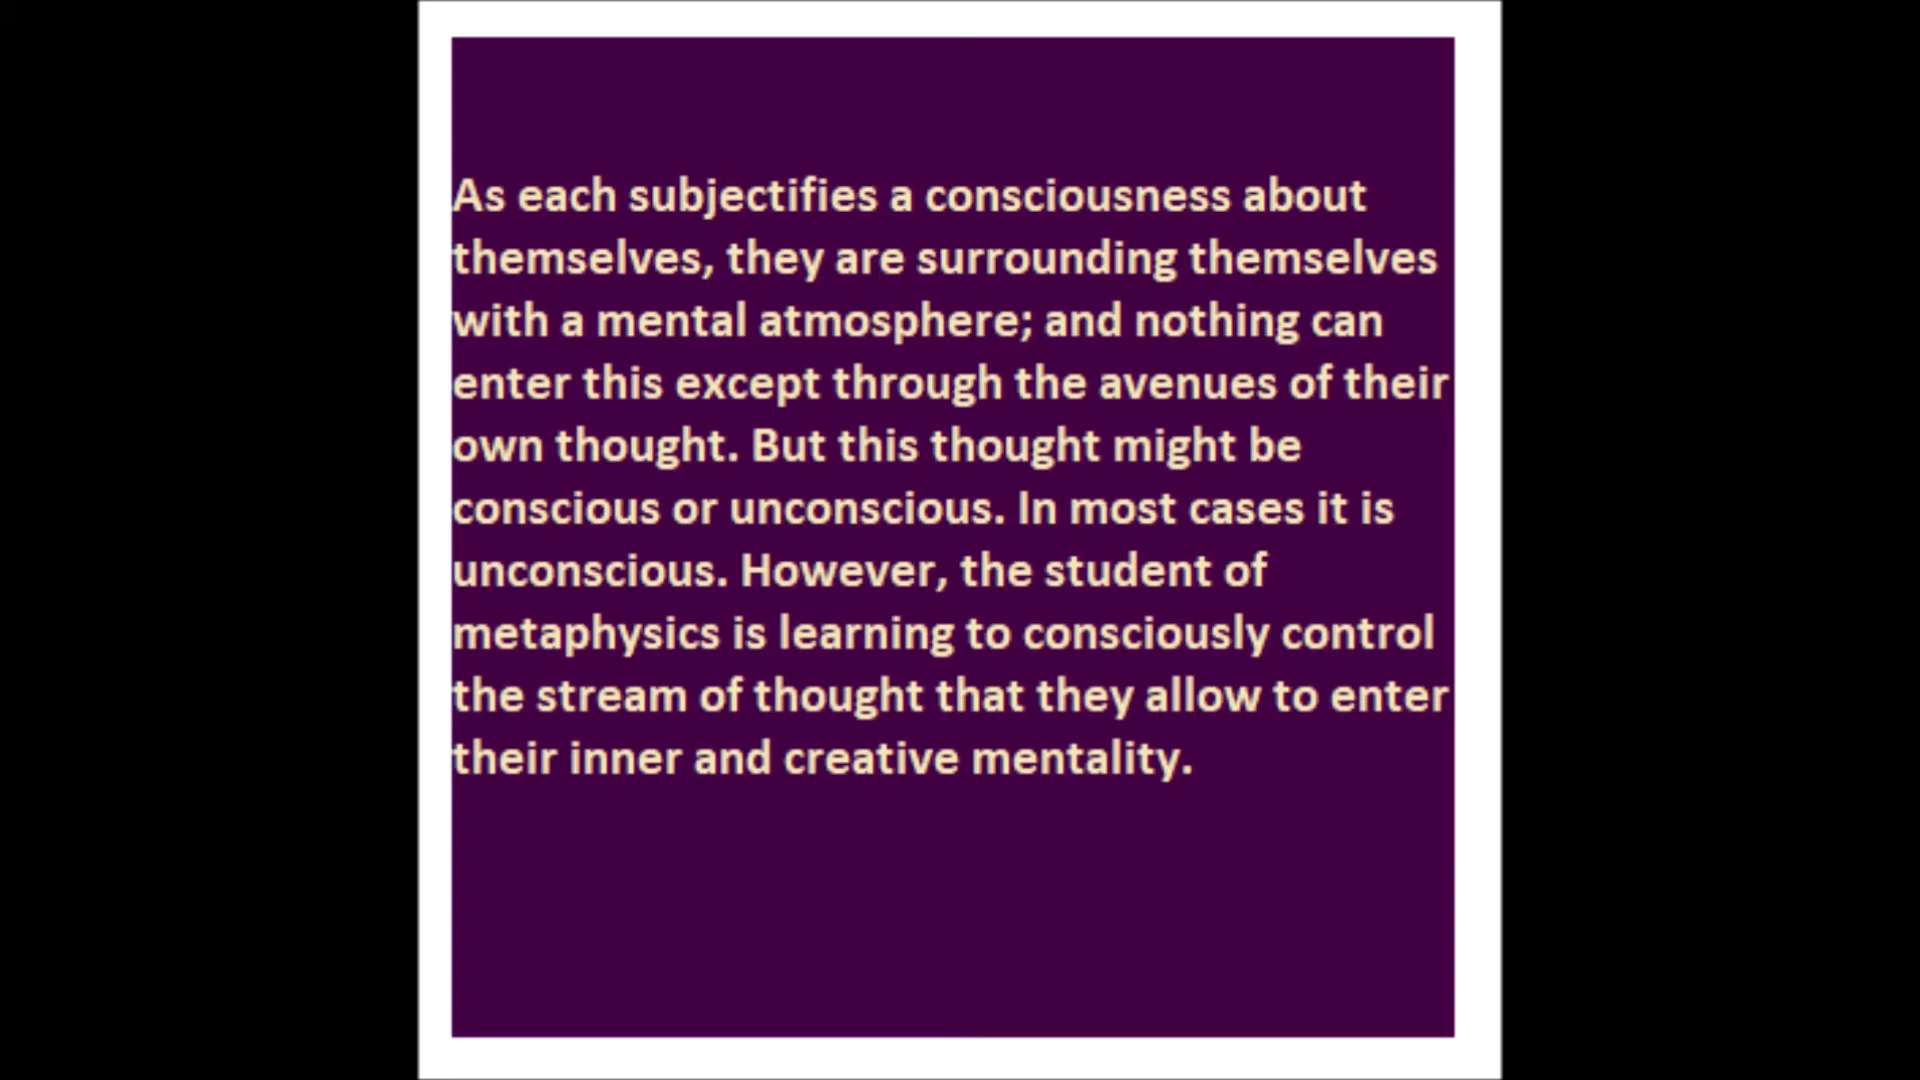 As each subjectifies a consciousness about
themselves, they are surrounding themselves
with a mental atmosphere; and nothing can
enter this except through the avenues of their
own thought. But this thought might be
conscious or unconscious. In most cases it is
unconscious. However, the student of
metaphysics is learning to consciously control
the stream of thought that they allow to enter
their inner and creative mentality.